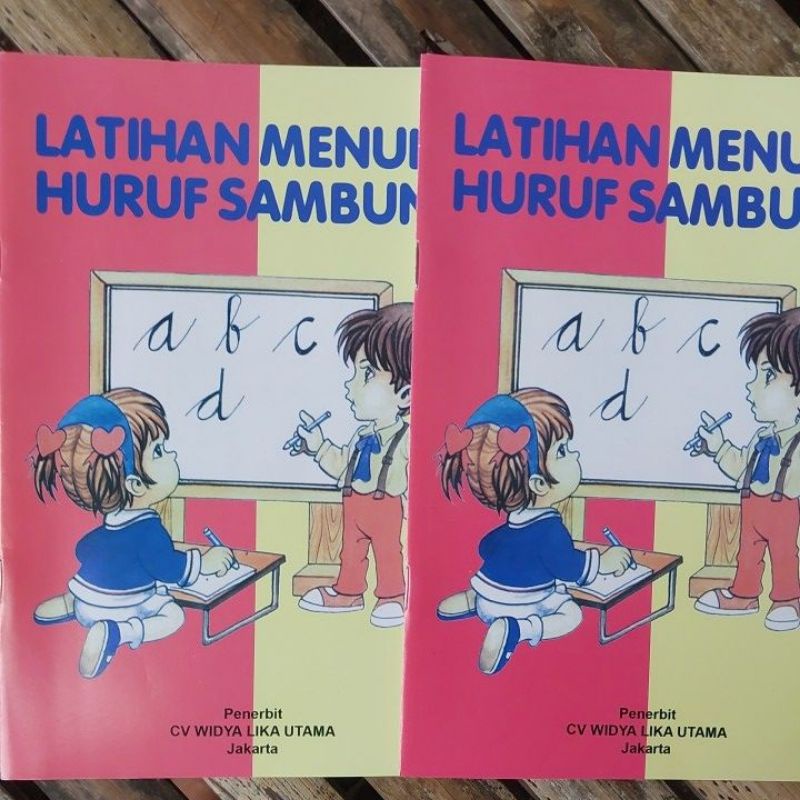 LATIHAN MENU
HURUF SAMBUN
a b c
d
Penerbit
CV WIDYA LIKA UTAMA
Jakarta
LATIHAN MENU
HURUF SAMBU
a b c
d
Penerbit
CV WIDYA LIKA UTAMA
Jakarta